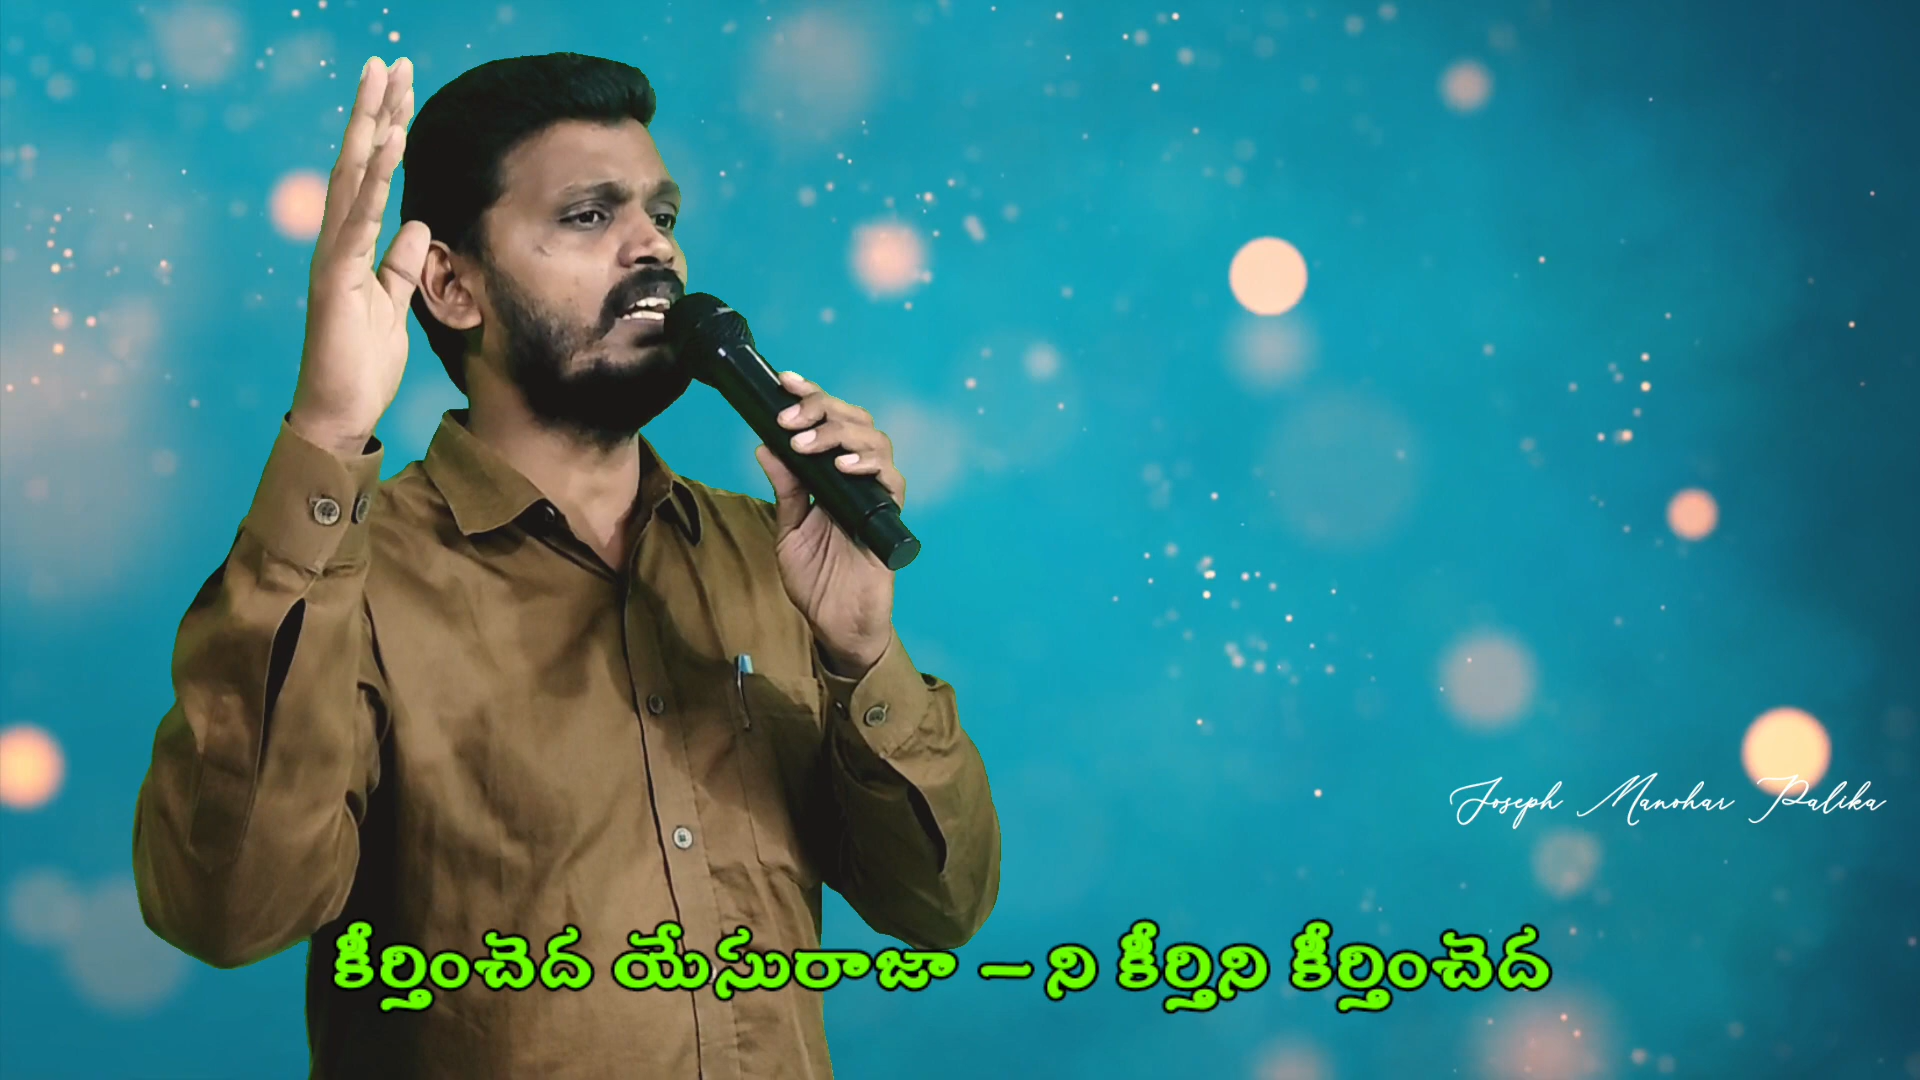 Joseph Manohar Palika
కీర్తించెద యేసురాజా – ని కీర్తిని కీర్తించెద